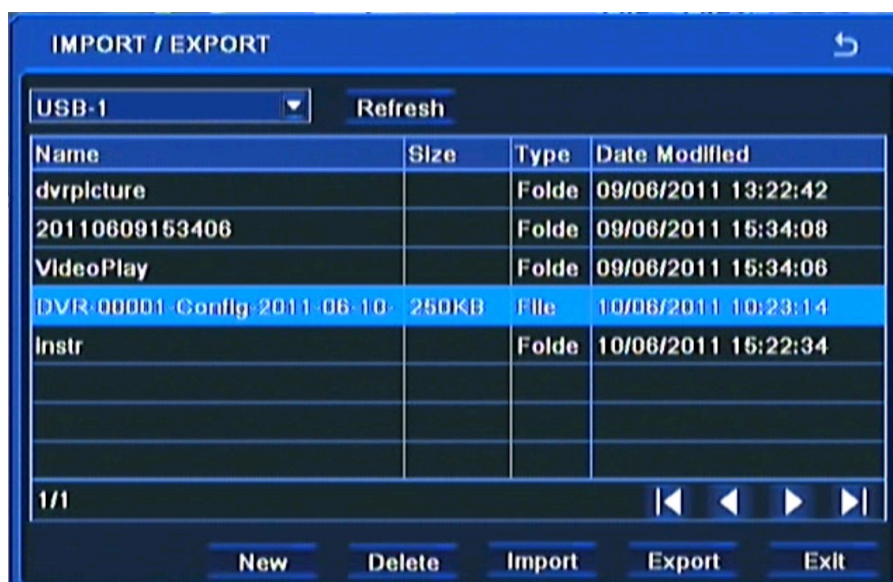 IMPORT / EXPORT
USB-1 Refresh
Name Size Type Date Modified
dvrpicture Folde 09/06/2011 13:22:42
20110609153406 Folde 09/06/2011 15:34:08
VideoPlay Folde 09/06/2011 15:34:06
DVR-00001-Config-2011-06-10- 250KB File 10/06/2011 10:23:14
instr Folde 10/06/2011 15:22:34
1/1
New Delete Import Export Exit